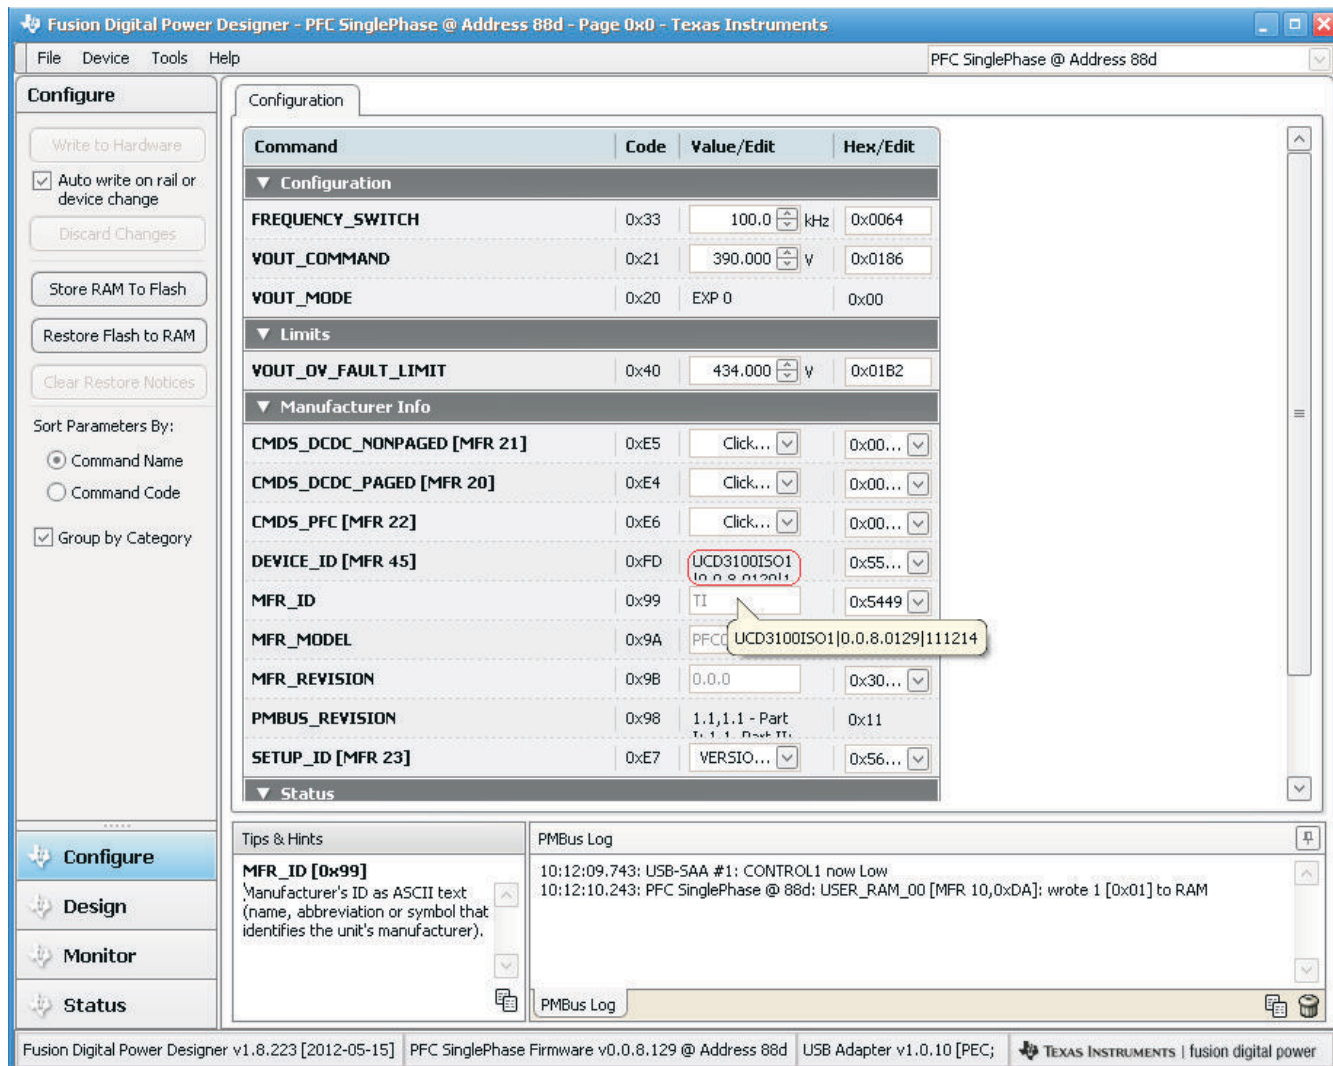 Fusion Digital Power Designer - PFC SinglePhase @ Address 88d - Page 0x0 - Texas Instruments
File Device Tools Help
PFC SinglePhase @ Address 88d
Configure
Write to Hardware
Auto write on rail or
device change
Discard Changes
Store RAM To Flash
Restore Flash to RAM
Clear Restore Notices
Sort Parameters By:
Command Name
Command Code
Group by Category
Configuration
Command Code Value/Edit Hex/Edit
Configuration
FREQUENCY_SWITCH 0x33 100.0 kHz 0x0064
VOUT_COMMAND 0x21 390.000 V 0x0186
VOUT_MODE 0x20 EXP 0 0x00
Limits
VOUT_OV_FAULT_LIMIT 0x40 434.000 V 0x01B2
Manufacturer Info
CMDS_DCDC_NONPAGED [MFR 21] 0xE5 Click... 0x00...
CMDS_DCDC_PAGED [MFR 20] 0xE4 Click... 0x00...
CMDS_PFC [MFR 22] 0xE6 Click... 0x00...
DEVICE_ID [MFR 45] 0xFD UCD3100ISO1 0x55...
|0.0.8.0129|1
MFR_ID 0x99 TI 0x5449
MFR_MODEL 0x9A
UCD3100ISO1|0.0.8.0129|111214
MFR_REVISION 0x9B 0.0.0 0x30...
PMBUS_REVISION 0x98 1.1,1.1 - Part 0x11
I: 1.1, Part II:
SETUP_ID [MFR 23] 0xE7 VERSIO... 0x56...
Status
Configure
Design
Monitor
Status
Tips & Hints
MFR_ID [0x99]
Manufacturer's ID as ASCII text
(name, abbreviation or symbol that
identifies the unit's manufacturer).
PMBus Log
10:12:09.743: USB-SAA #1: CONTROL1 now Low
10:12:10.243: PFC SinglePhase @ 88d: USER_RAM_00 [MFR 10,0xDA]: wrote 1 [0x01] to RAM
PMBus Log
Fusion Digital Power Designer v1.8.223 [2012-05-15] PFC SinglePhase Firmware v0.0.8.129 @ Address 88d USB Adapter v1.0.10 [PEC; TEXAS INSTRUMENTS | fusion digital power